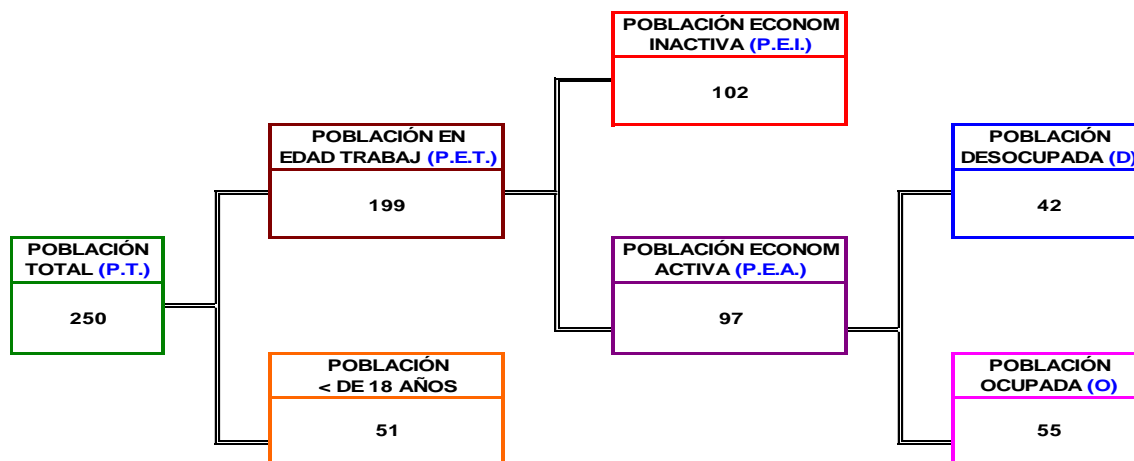 POBLACIÓN ECONOM
INACTIVA (P.E.I.)
102
POBLACIÓN EN
EDAD TRABAJ (P.E.T.)
199
POBLACIÓN
DESOCUPADA (D)
42
POBLACIÓN
TOTAL (P.T.)
250
POBLACIÓN ECONOM
ACTIVA (P.E.A.)
97
POBLACIÓN
< DE 18 AÑOS
51
POBLACIÓN
OCUPADA (O)
55